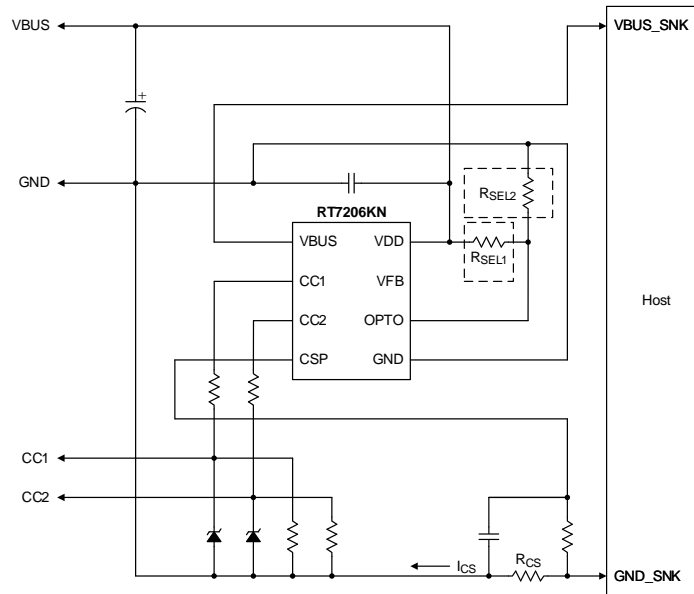 VBUS
VBUS_SNK
+
GND
RSEL2
RT7206KN
VBUS
VDD
RSEL1
CC1
VFB
Host
CC2
OPTO
CSP
GND
CC1
CC2
ICS
RCS
GND_SNK